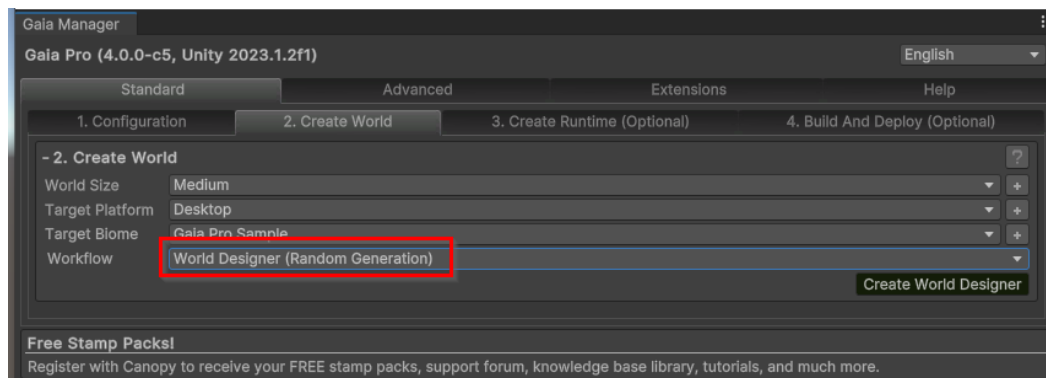 Gaia Manager
Gaia Pro (4.0.0-c5, Unity 2023.1.2f1) English
Standard Advanced Extensions Help
1. Configuration 2. Create World 3. Create Runtime (Optional) 4. Build And Deploy (Optional)
- 2. Create World ?
World Size Medium +
Target Platform Desktop +
Target Biome Gaia Pro Sample +
Workflow World Designer (Random Generation)
Create World Designer
Free Stamp Packs!
Register with Canopy to receive your FREE stamp packs, support forum, knowledge base library, tutorials, and much more.